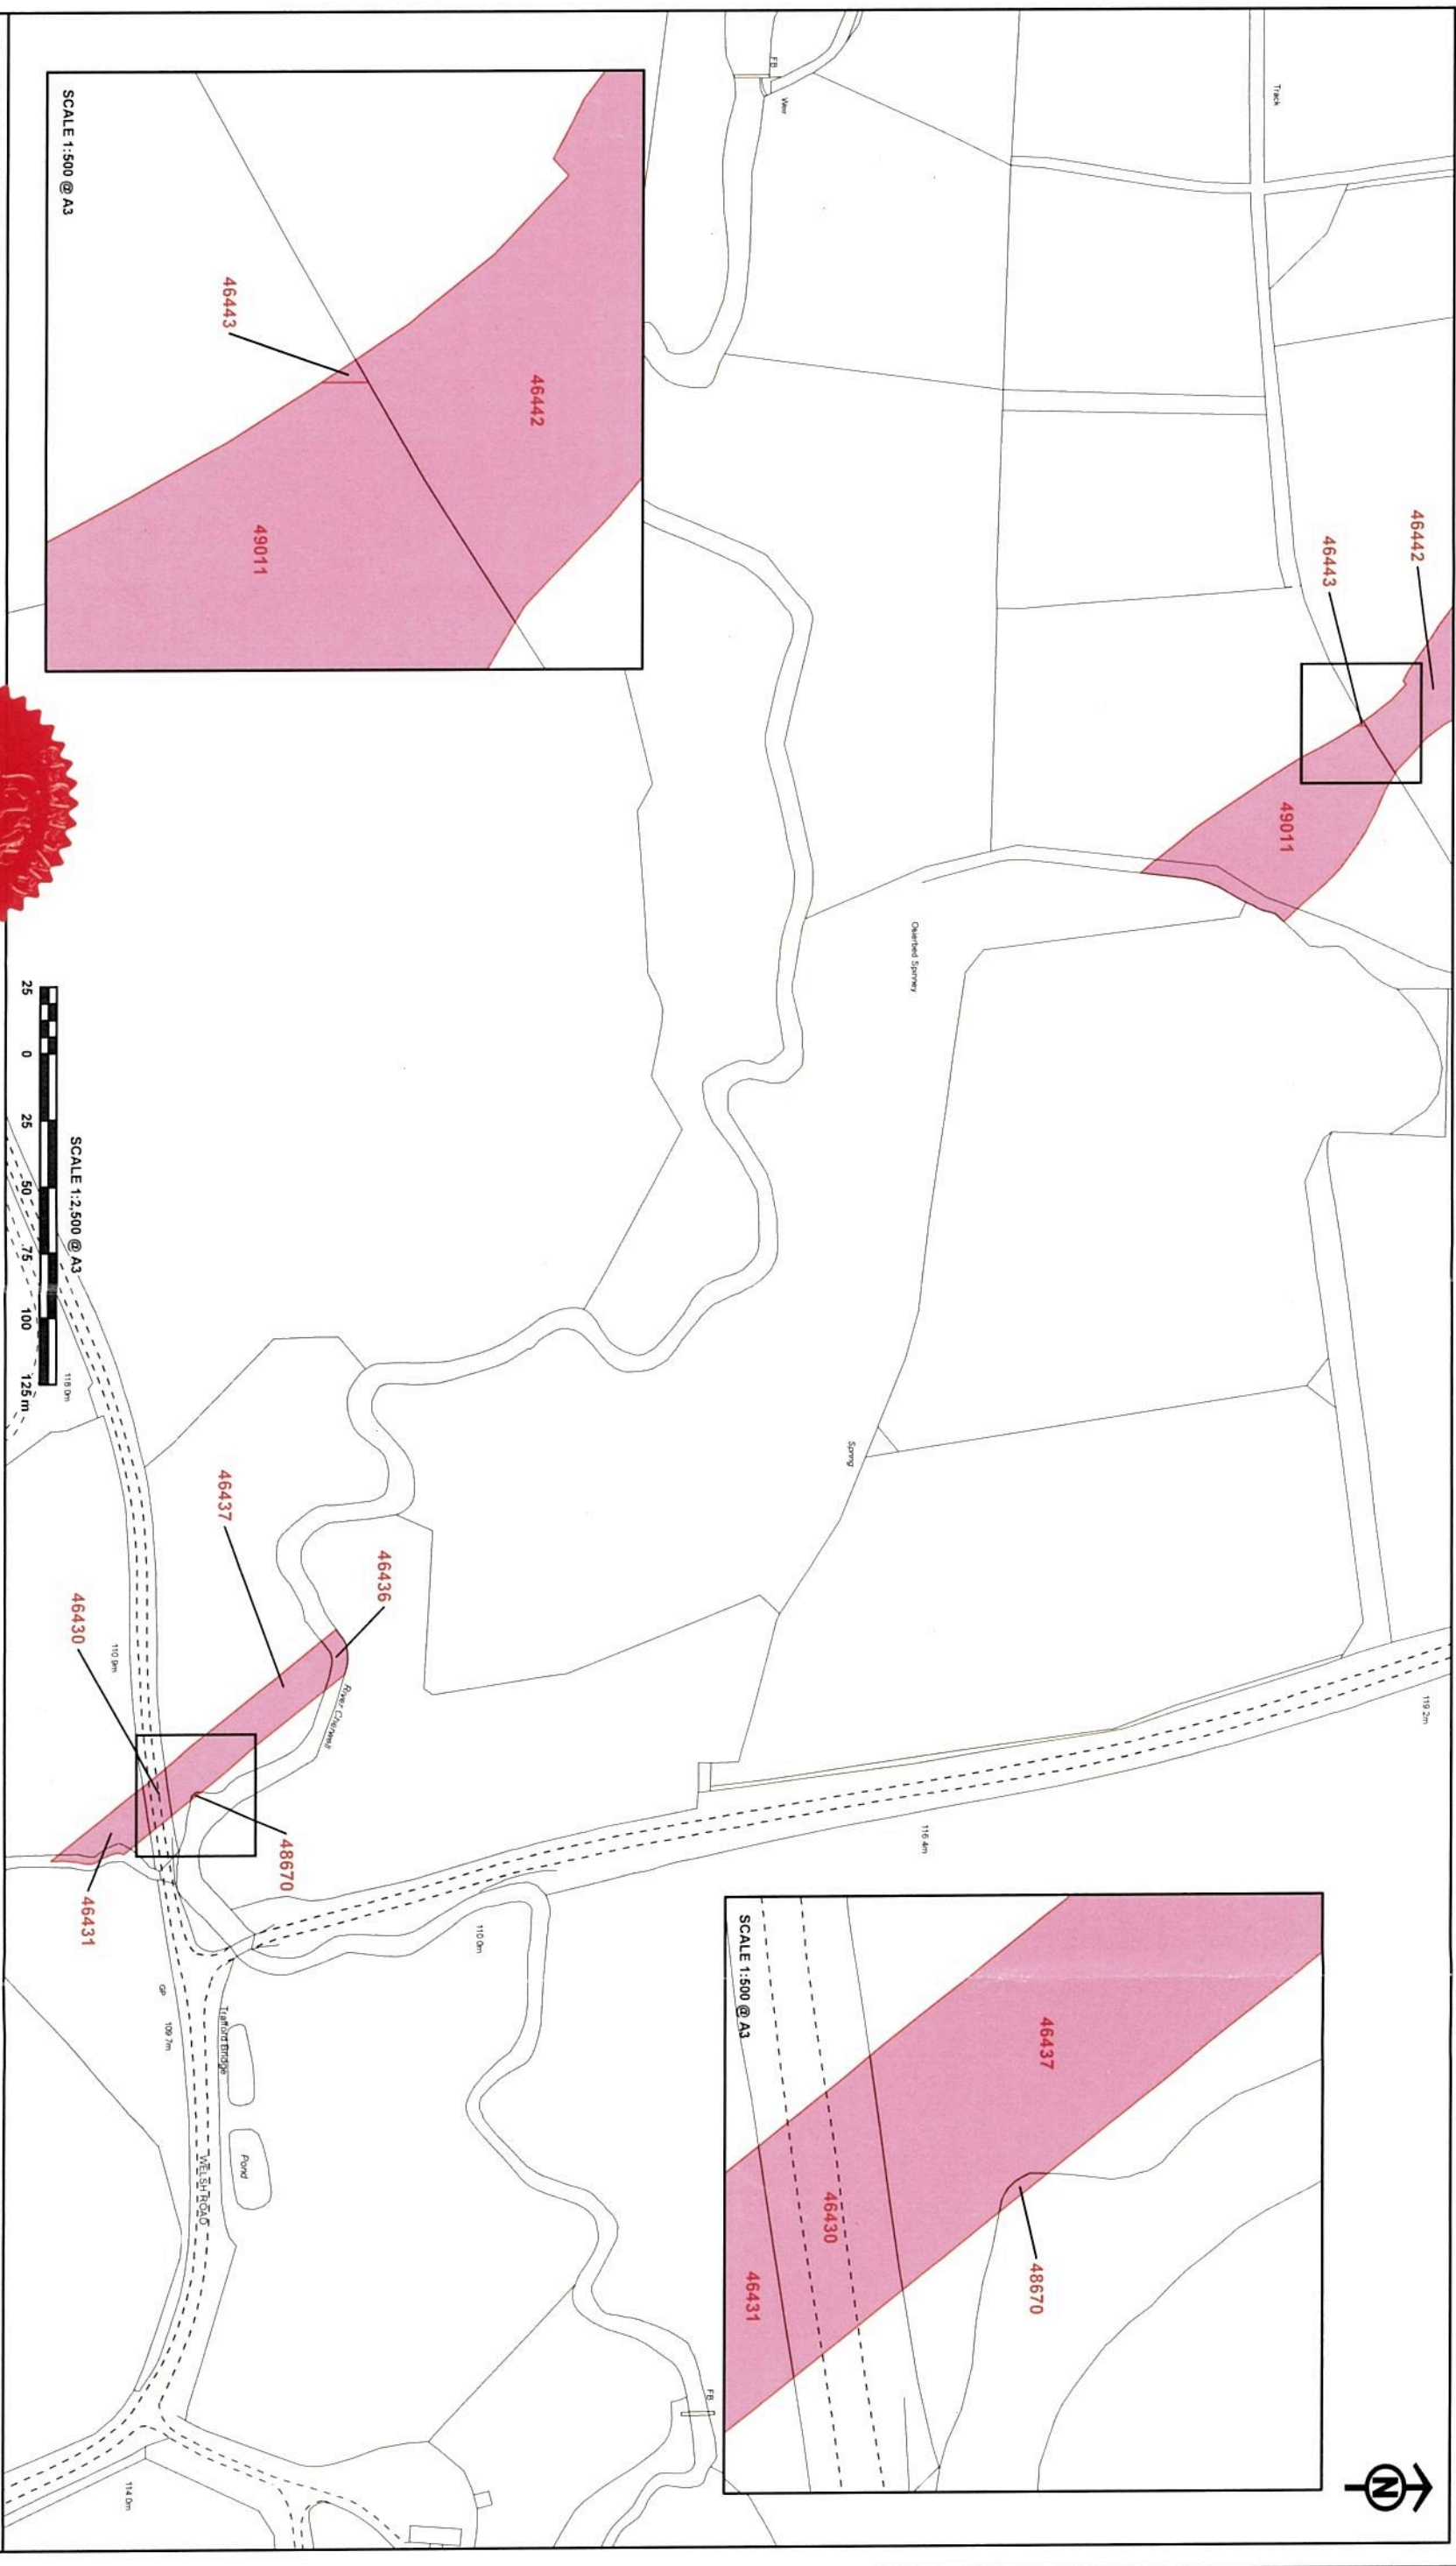 Track
FB
Weir
46442
46443
49011
Osierbed Spinney
Spring
119.2m
116.4m
46442
46443
49011
SCALE 1:500 @ A3
46437
46430
46431
48670
SCALE 1:500 @ A3
46437
46436
River Cherwell
46430
48670
46431
110.9m
110.0m
118.0m
GP
109.7m
Trafford Bridge
Pond
WELSH ROAD
FB
114.0m
SCALE 1:2,500 @ A3
25 0 25 50 75 100 125 m
N